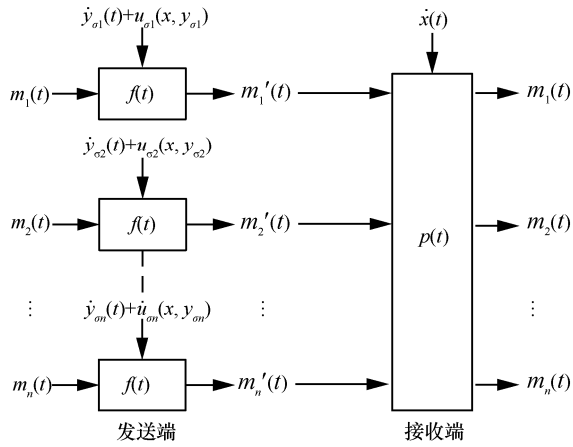 ẏσ1(t)+uσ1(x, yσ1) ẋ(t)
m1(t) f(t) m1′(t) m1(t)
ẏσ2(t)+uσ2(x, yσ2)
m2(t) f(t) m2′(t) p(t) m2(t)
⋮ ẏσn(t)+u̇σn(x, yσn) ⋮ ⋮
mn(t) f(t) mn′(t) mn(t)
发送端 接收端